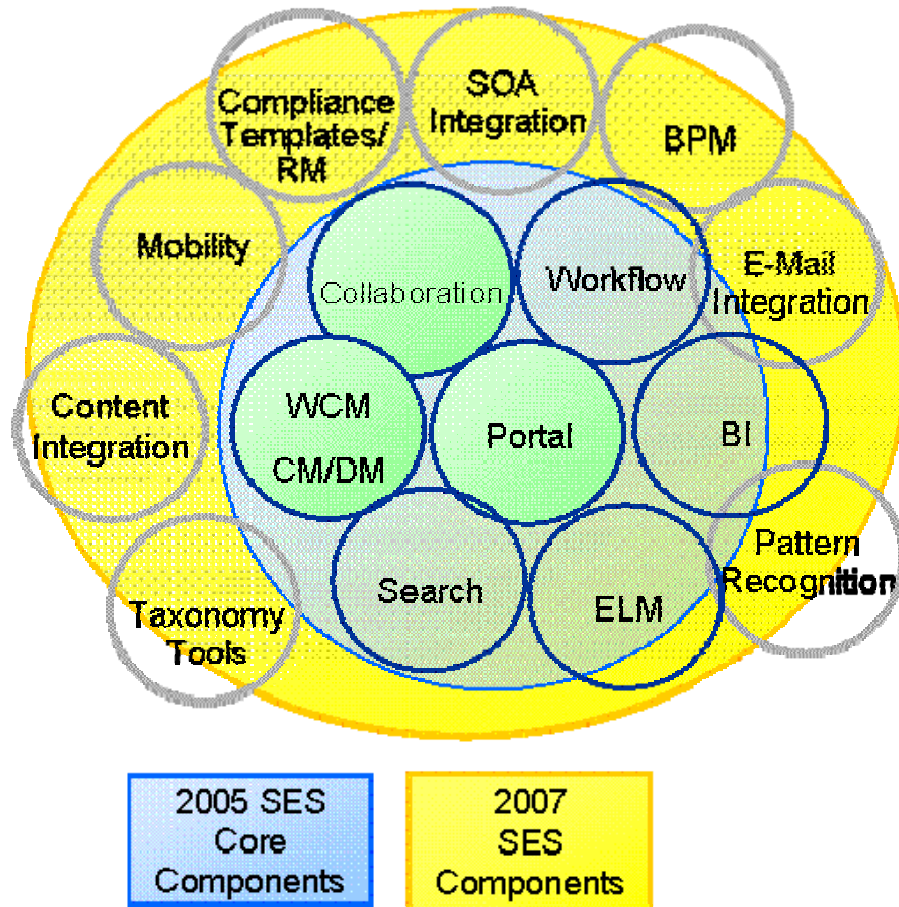 Compliance
Templates/
RM
SOA
Integration
BPM
Mobility
Collaboration
Workflow
E-Mail
Integration
Content
Integration
WCM
CM/DM
Portal
BI
Taxonomy
Tools
Search
ELM
Pattern
Recognition
2005 SES
Core
Components
2007
SES
Components